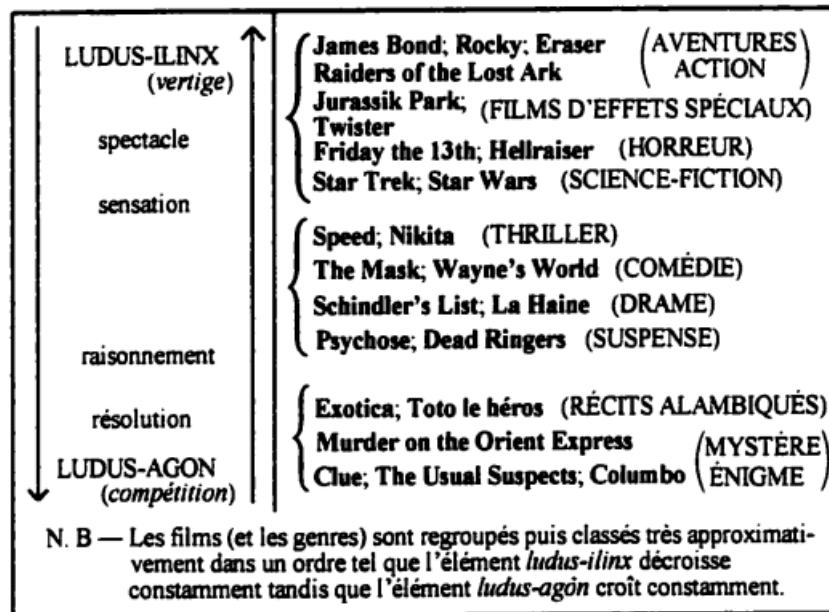 LUDUS-ILINX
(vertige)
spectacle
sensation
raisonnement
résolution
LUDUS-AGON
(compétition)
James Bond; Rocky; Eraser
Raiders of the Lost Ark
(AVENTURES
ACTION)
Jurassik Park;
Twister
(FILMS D'EFFETS SPÉCIAUX)
Friday the 13th; Hellraiser (HORREUR)
Star Trek; Star Wars (SCIENCE-FICTION)
Speed; Nikita (THRILLER)
The Mask; Wayne's World (COMÉDIE)
Schindler's List; La Haine (DRAME)
Psychose; Dead Ringers (SUSPENSE)
Exotica; Toto le héros (RÉCITS ALAMBIQUÉS)
Murder on the Orient Express
Clue; The Usual Suspects; Columbo
(MYSTÈRE
ÉNIGME)
N. B — Les films (et les genres) sont regroupés puis classés très approximati-
vement dans un ordre tel que l'élément ludus-ilinx décroisse
constamment tandis que l'élément ludus-agôn croît constamment.